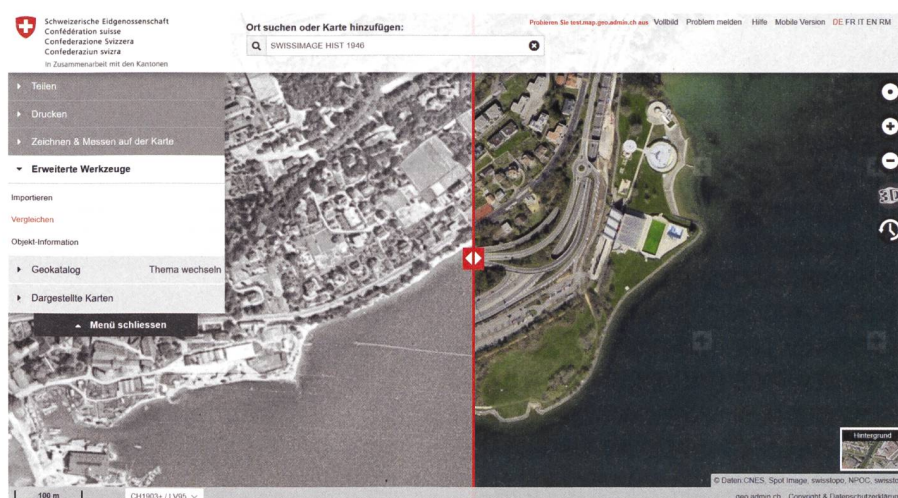 Schweizerische Eidgenossenschaft
Confédération suisse
Confederazione Svizzera
Confederaziun svizra
In Zusammenarbeit mit den Kantonen
Ort suchen oder Karte hinzufügen:
SWISSIMAGE HIST 1946
Probieren Sie test.map.geo.admin.ch aus Vollbild Problem melden Hilfe Mobile Version DE FR IT EN RM
Teilen
Drucken
Zeichnen & Messen auf der Karte
Erweiterte Werkzeuge
Importieren
Vergleichen
Objekt-Information
Geokatalog Thema wechseln
Dargestellte Karten
Menü schliessen
3D
Hintergrund
© Daten:CNES, Spot Image, swisstopo, NPOC, swissto
100 m CH1903+ / LV95
geo.admin.ch Copyright & Datenschutzerklärung